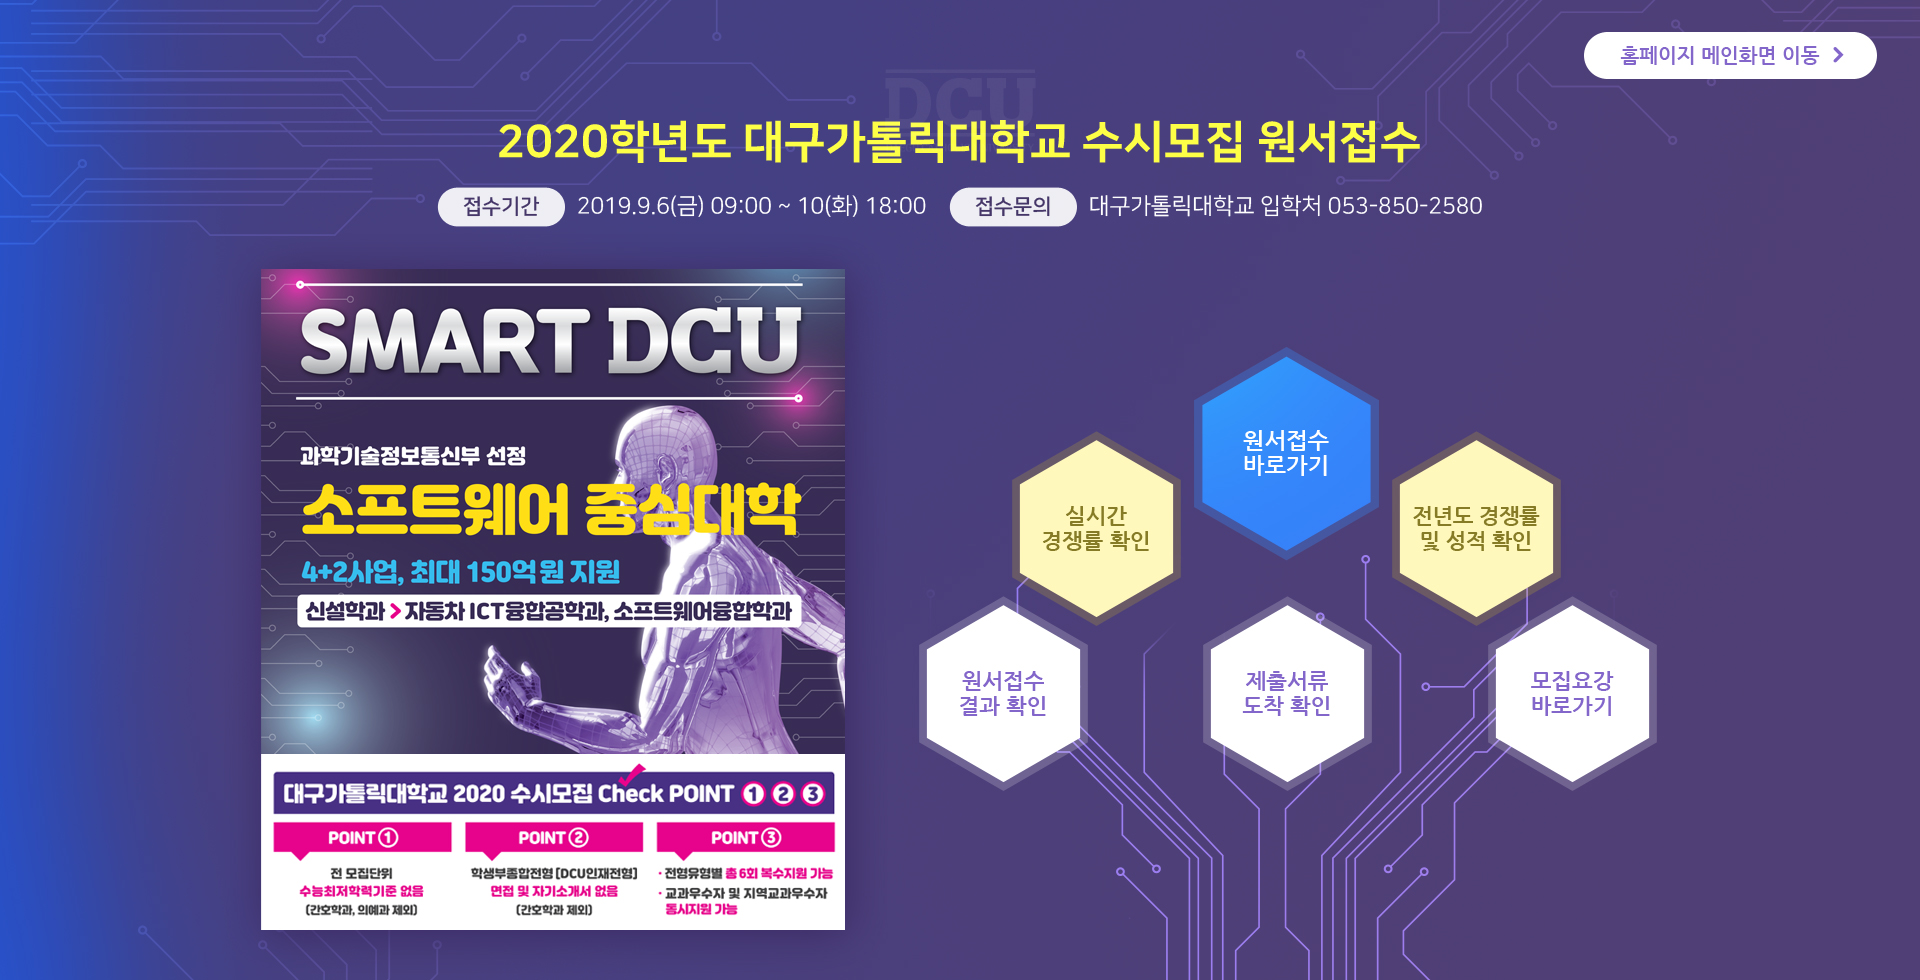 홈페이지 메인화면 이동
DCU
2020학년도 대구가톨릭대학교 수시모집 원서접수
접수기간 2019.9.6(금) 09:00 ~ 10(화) 18:00 접수문의 대구가톨릭대학교 입학처 053-850-2580
SMART DCU
과학기술정보통신부 선정
소프트웨어 중심대학
4+2사업, 최대 150억원 지원
신설학과 > 자동차 ICT융합공학과, 소프트웨어융합학과
대구가톨릭대학교 2020 수시모집 Check POINT ① ② ③
POINT ①
전 모집단위
수능최저학력기준 없음
(간호학과, 의예과 제외)
POINT ②
학생부종합전형 [DCU인재전형]
면접 및 자기소개서 없음
(간호학과 제외)
POINT ③
· 전형유형별 총 6회 복수지원 가능
· 교과우수자 및 지역교과우수자
동시지원 가능
원서접수
바로가기
실시간
경쟁률 확인
전년도 경쟁률
및 성적 확인
원서접수
결과 확인
제출서류
도착 확인
모집요강
바로가기